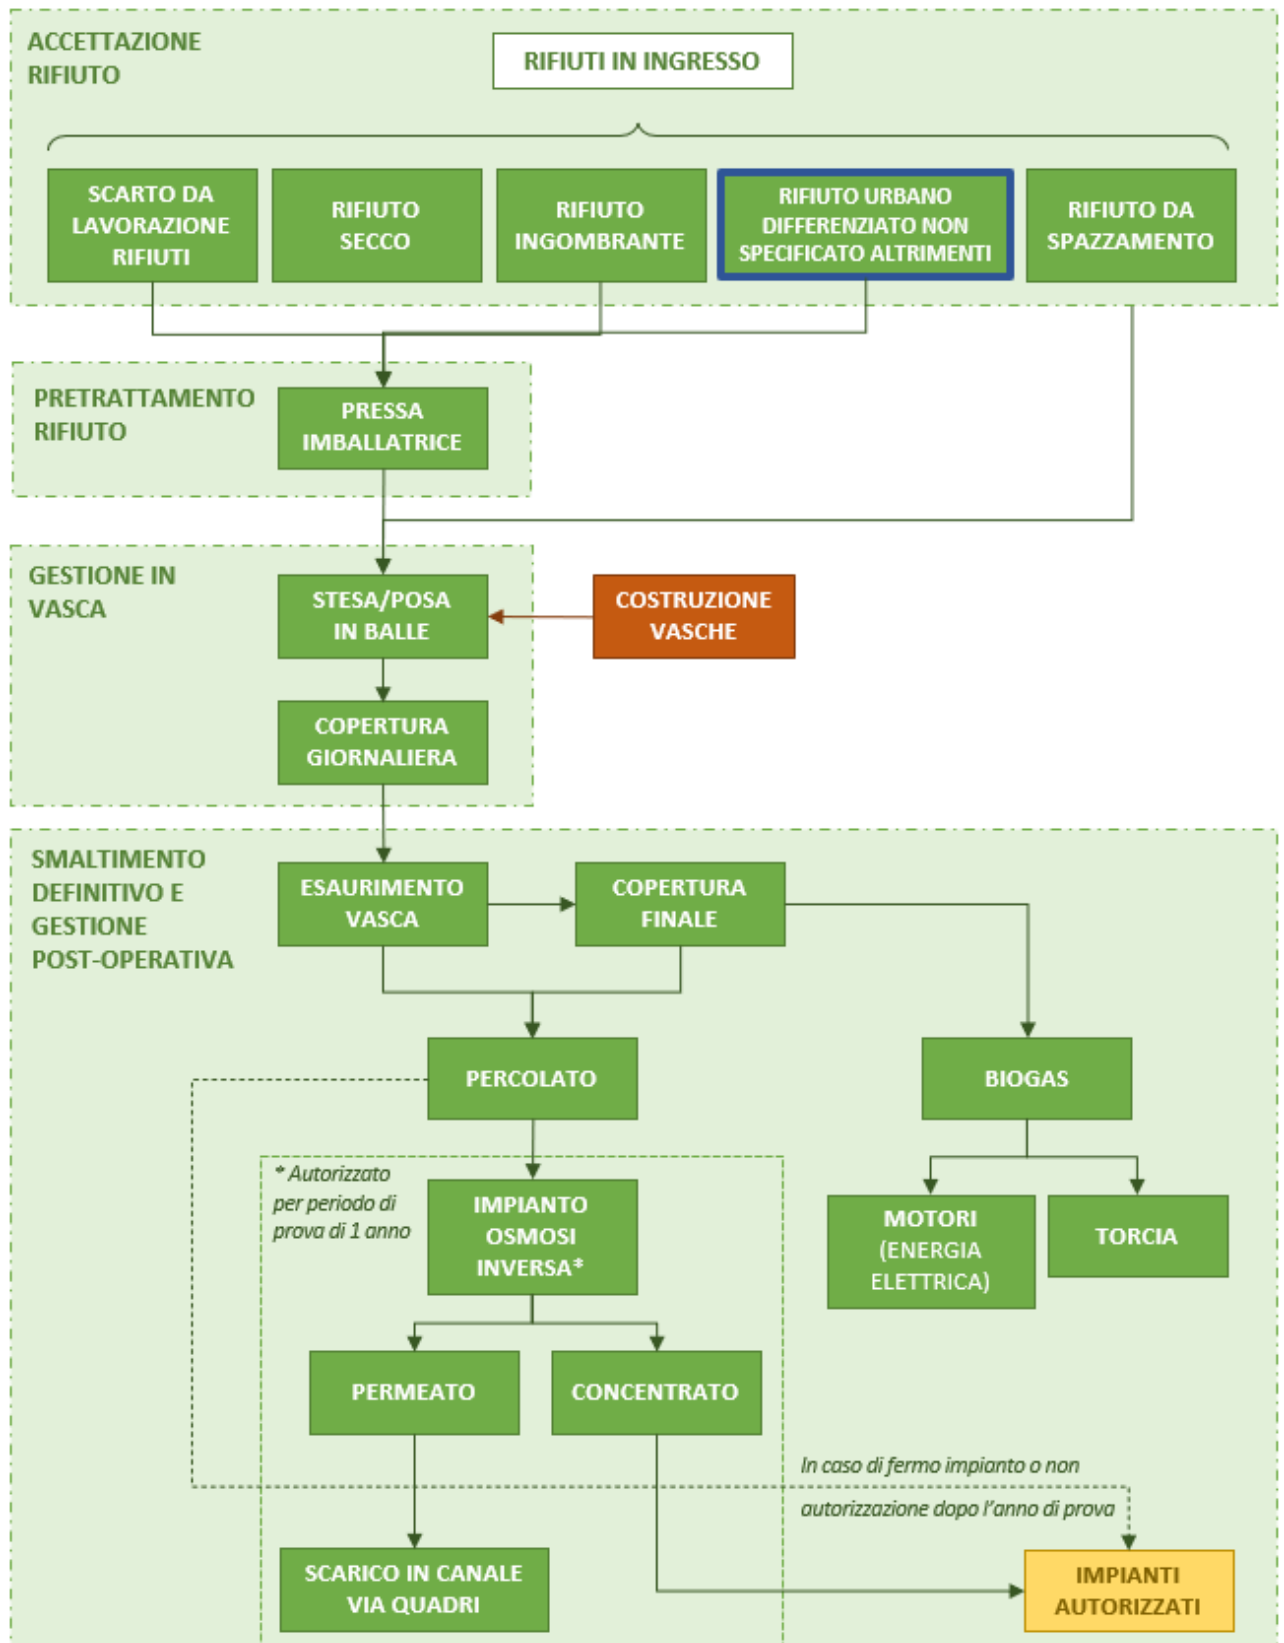 ACCETTAZIONE
RIFIUTO
RIFIUTI IN INGRESSO
SCARTO DA
LAVORAZIONE
RIFIUTI
RIFIUTO
SECCO
RIFIUTO
INGOMBRANTE
RIFIUTO URBANO
DIFFERENZIATO NON
SPECIFICATO ALTRIMENTI
RIFIUTO DA
SPAZZAMENTO
PRETRATTAMENTO
RIFIUTO
PRESSA
IMBALLATRICE
GESTIONE IN
VASCA
STESA/POSA
IN BALLE
COSTRUZIONE
VASCHE
COPERTURA
GIORNALIERA
SMALTIMENTO
DEFINITIVO E
GESTIONE
POST-OPERATIVA
ESAURIMENTO
VASCA
COPERTURA
FINALE
PERCOLATO
BIOGAS
* Autorizzato
per periodo di
prova di 1 anno
IMPIANTO
OSMOSI
INVERSA*
MOTORI
(ENERGIA
ELETTRICA)
TORCIA
PERMEATO
CONCENTRATO
In caso di fermo impianto o non
autorizzazione dopo l'anno di prova
SCARICO IN CANALE
VIA QUADRI
IMPIANTI
AUTORIZZATI